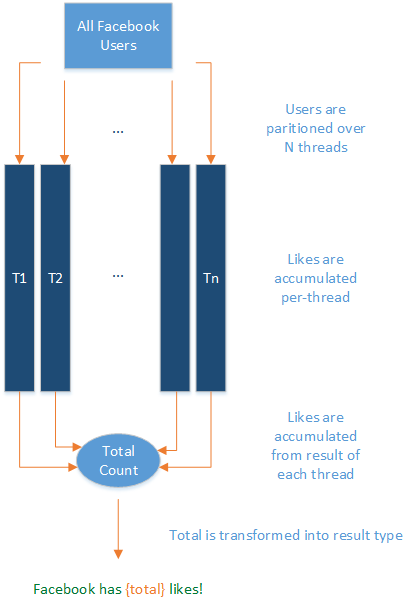 All Facebook
Users
...
Users are
paritioned over
N threads
T1
T2
...
Tn
Likes are
accumulated
per-thread
Total
Count
Likes are
accumulated
from result of
each thread
Total is transformed into result type
Facebook has {total} likes!